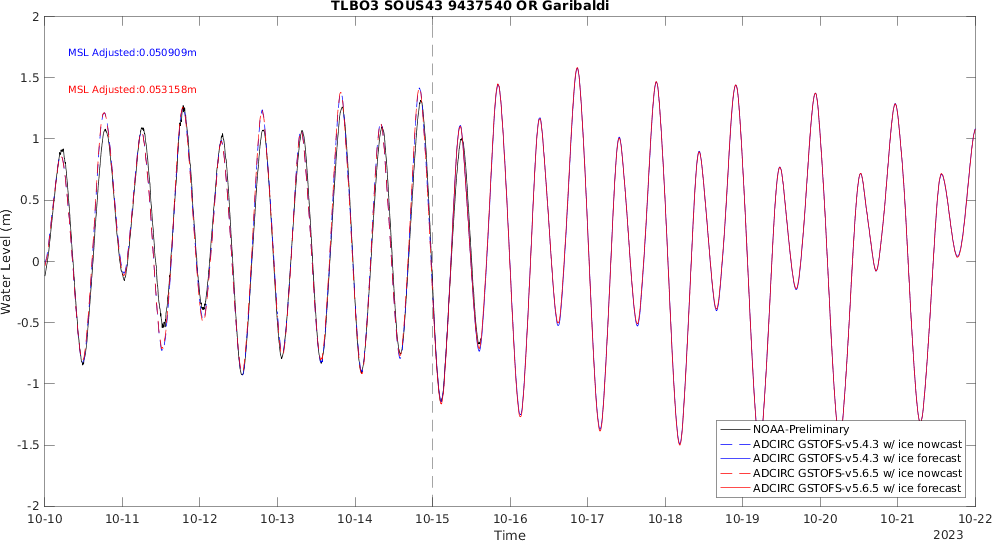 TLBO3 SOUS43 9437540 OR Garibaldi
MSL Adjusted:0.050909m
MSL Adjusted:0.053158m
Water Level (m)
2
1.5
1
0.5
0
-0.5
-1
-1.5
-2
NOAA-Preliminary
ADCIRC GSTOFS-v5.4.3 w/ ice nowcast
ADCIRC GSTOFS-v5.4.3 w/ ice forecast
ADCIRC GSTOFS-v5.6.5 w/ ice nowcast
ADCIRC GSTOFS-v5.6.5 w/ ice forecast
10-10 10-11 10-12 10-13 10-14 10-15 10-16 10-17 10-18 10-19 10-20 10-21 10-22
Time
2023